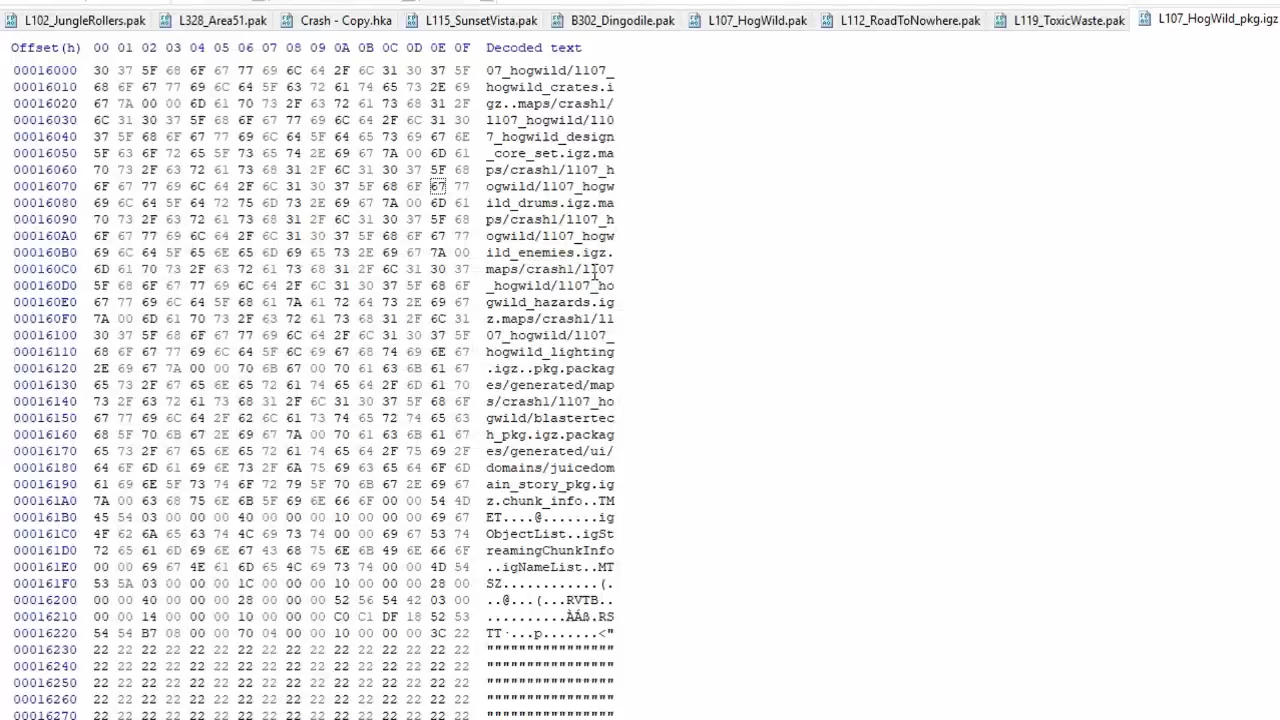 L102_JungleRollers.pak L328_Area51.pak Crash - Copy.hka L115_SunsetVista.pak B302_Dingodile.pak L107_HogWild.pak L112_RoadToNowhere.pak L119_ToxicWaste.pak L107_HogWild_pkg.igz
Offset(h) 00 01 02 03 04 05 06 07 08 09 0A 0B 0C 0D 0E 0F Decoded text
00016000 30 37 5F 68 6F 67 77 69 6C 64 2F 6C 31 30 37 5F 07_hogwild/l107_
00016010 68 6F 67 77 69 6C 64 5F 63 72 61 74 65 73 2E 69 hogwild_crates.i
00016020 67 7A 00 00 6D 61 70 73 2F 63 72 61 73 68 31 2F gz..maps/crash1/
00016030 6C 31 30 37 5F 68 6F 67 77 69 6C 64 2F 6C 31 30 l107_hogwild/l10
00016040 37 5F 68 6F 67 77 69 6C 64 5F 64 65 73 69 67 6E 7_hogwild_design
00016050 5F 63 6F 72 65 5F 73 65 74 2E 69 67 7A 00 6D 61 _core_set.igz.ma
00016060 70 73 2F 63 72 61 73 68 31 2F 6C 31 30 37 5F 68 ps/crash1/l107_h
00016070 6F 67 77 69 6C 64 2F 6C 31 30 37 5F 68 6F 67 77 ogwild/l107_hogw
00016080 69 6C 64 5F 64 72 75 6D 73 2E 69 67 7A 00 6D 61 ild_drums.igz.ma
00016090 70 73 2F 63 72 61 73 68 31 2F 6C 31 30 37 5F 68 ps/crash1/l107_h
000160A0 6F 67 77 69 6C 64 2F 6C 31 30 37 5F 68 6F 67 77 ogwild/l107_hogw
000160B0 69 6C 64 5F 65 6E 65 6D 69 65 73 2E 69 67 7A 00 ild_enemies.igz.
000160C0 6D 61 70 73 2F 63 72 61 73 68 31 2F 6C 31 30 37 maps/crash1/l107
000160D0 5F 68 6F 67 77 69 6C 64 2F 6C 31 30 37 5F 68 6F _hogwild/l107_ho
000160E0 67 77 69 6C 64 5F 68 61 7A 61 72 64 73 2E 69 67 gwild_hazards.ig
000160F0 7A 00 6D 61 70 73 2F 63 72 61 73 68 31 2F 6C 31 z.maps/crash1/l1
00016100 30 37 5F 68 6F 67 77 69 6C 64 2F 6C 31 30 37 5F 07_hogwild/l107_
00016110 68 6F 67 77 69 6C 64 5F 6C 69 67 68 74 69 6E 67 hogwild_lighting
00016120 2E 69 67 7A 00 00 70 6B 67 00 70 61 63 6B 61 67 .igz..pkg.packag
00016130 65 73 2F 67 65 6E 65 72 61 74 65 64 2F 6D 61 70 es/generated/map
00016140 73 2F 63 72 61 73 68 31 2F 6C 31 30 37 5F 68 6F s/crash1/l107_ho
00016150 67 77 69 6C 64 2F 62 6C 61 73 74 65 72 74 65 63 gwild/blastertec
00016160 68 5F 70 6B 67 2E 69 67 7A 00 70 61 63 6B 61 67 h_pkg.igz.packag
00016170 65 73 2F 67 65 6E 65 72 61 74 65 64 2F 75 69 2F es/generated/ui/
00016180 64 6F 6D 61 69 6E 73 2F 6A 75 69 63 65 64 6F 6D domains/juicedom
00016190 61 69 6E 5F 73 74 6F 72 79 5F 70 6B 67 2E 69 67 ain_story_pkg.ig
000161A0 7A 00 63 68 75 6E 6B 5F 69 6E 66 6F 00 00 54 4D z.chunk_info..TM
000161B0 45 54 03 00 00 00 40 00 00 00 10 00 00 00 69 67 ET....@.......ig
000161C0 4F 62 6A 65 63 74 4C 69 73 74 00 00 69 67 53 74 ObjectList..igSt
000161D0 72 65 61 6D 69 6E 67 43 68 75 6E 6B 49 6E 66 6F reamingChunkInfo
000161E0 00 00 69 67 4E 61 6D 65 4C 69 73 74 00 00 4D 54 ..igNameList..MT
000161F0 53 5A 03 00 00 00 1C 00 00 00 10 00 00 00 28 00 SZ............(.
00016200 00 00 40 00 00 00 28 00 00 00 52 56 54 42 03 00 ..@...(...RVTB..
00016210 00 00 14 00 00 00 10 00 00 00 C0 C1 DF 18 52 53 ..........ÀÁß.RS
00016220 54 54 B7 08 00 00 70 04 00 00 10 00 00 00 3C 22 TT·...p.......<"
00016230 22 22 22 22 22 22 22 22 22 22 22 22 22 22 22 22 """"""""""""""""
00016240 22 22 22 22 22 22 22 22 22 22 22 22 22 22 22 22 """"""""""""""""
00016250 22 22 22 22 22 22 22 22 22 22 22 22 22 22 22 22 """"""""""""""""
00016260 22 22 22 22 22 22 22 22 22 22 22 22 22 22 22 22 """"""""""""""""
00016270 22 22 22 22 22 22 22 22 22 22 22 22 22 22 22 22 """"""""""""""""